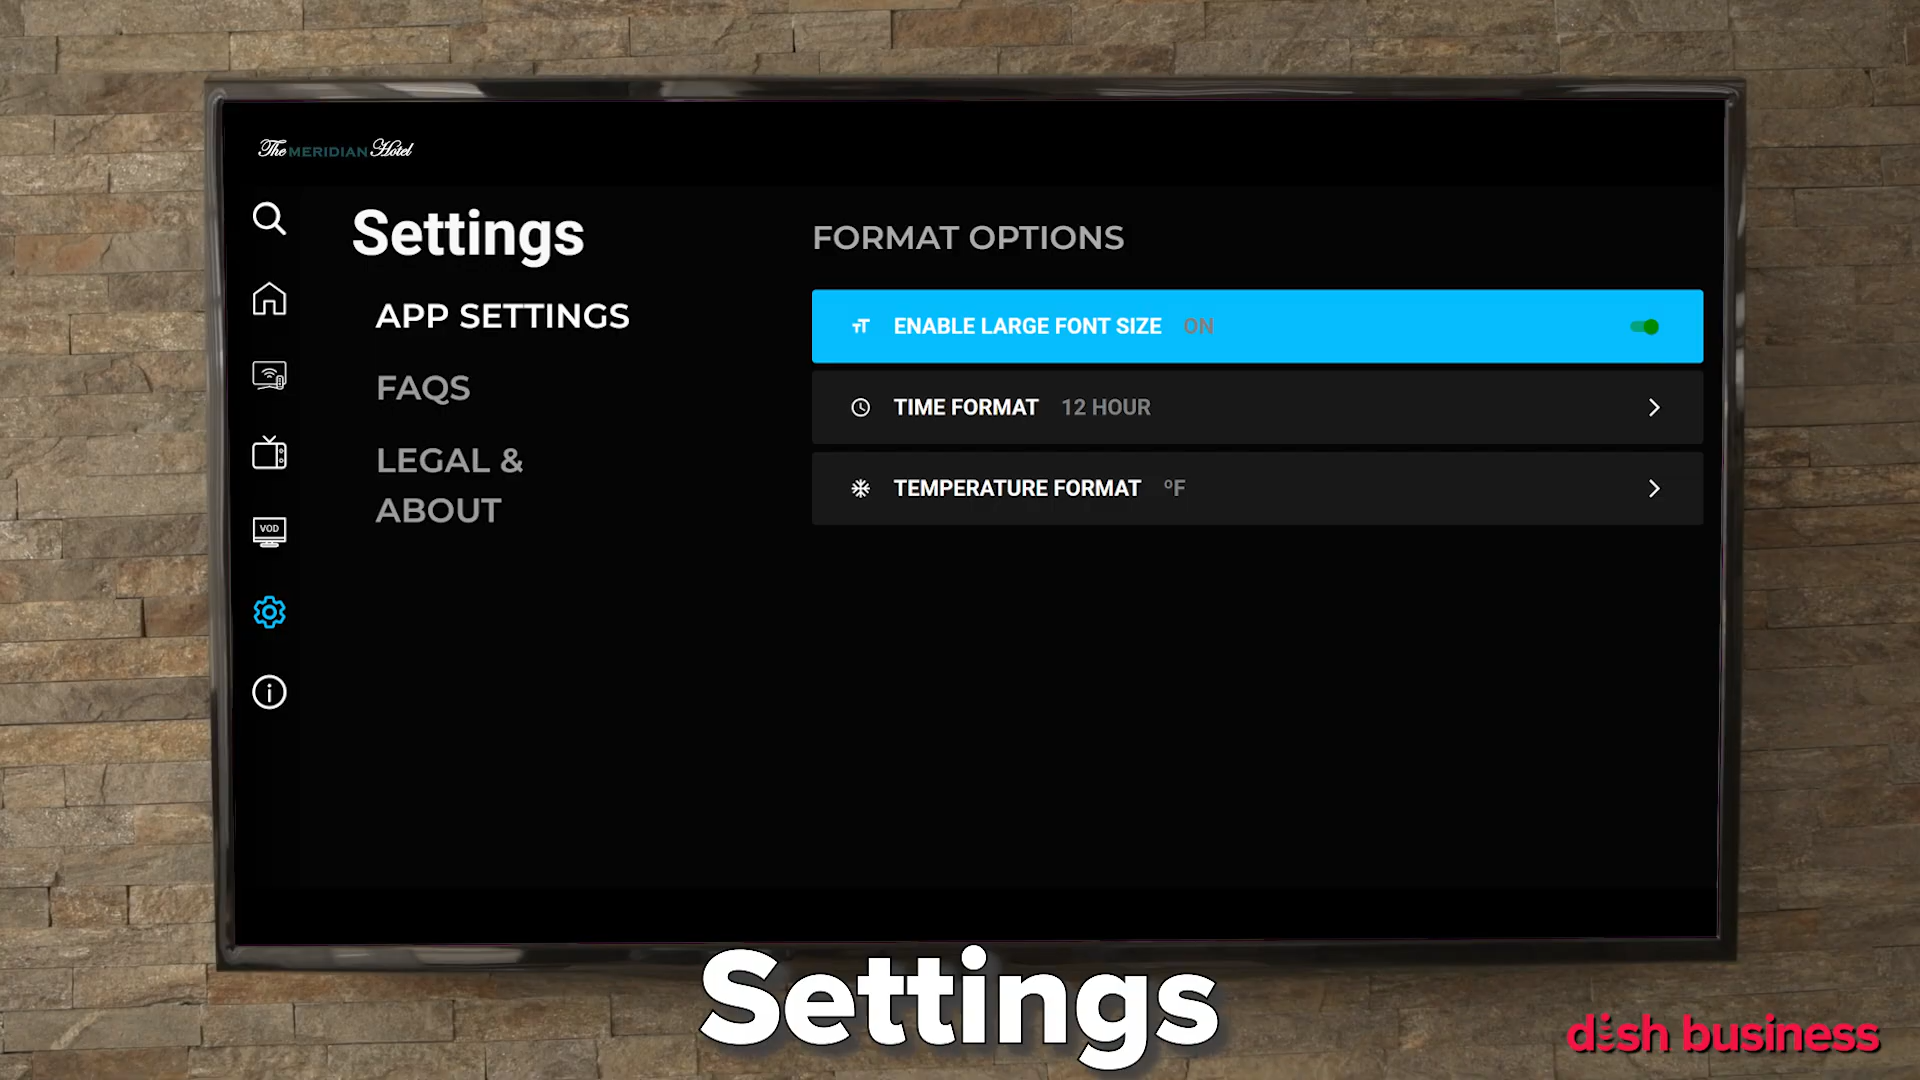 The MERIDIAN Hotel
Settings
APP SETTINGS
FAQS
LEGAL &
ABOUT
FORMAT OPTIONS
ENABLE LARGE FONT SIZE ON
TIME FORMAT 12 HOUR
TEMPERATURE FORMAT °F
VOD
Settings
dish business